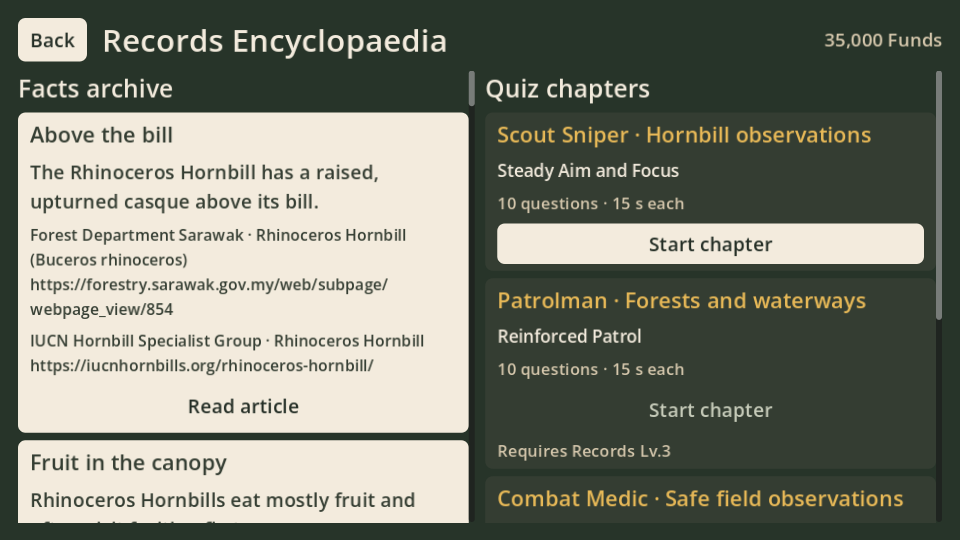 Back
Records Encyclopaedia
35,000 Funds
Facts archive
Above the bill
The Rhinoceros Hornbill has a raised,
upturned casque above its bill.
Forest Department Sarawak · Rhinoceros Hornbill
(Buceros rhinoceros)
https://forestry.sarawak.gov.my/web/subpage/
webpage_view/854
IUCN Hornbill Specialist Group · Rhinoceros Hornbill
https://iucnhornbills.org/rhinoceros-hornbill/
Read article
Fruit in the canopy
Rhinoceros Hornbills eat mostly fruit and
Quiz chapters
Scout Sniper · Hornbill observations
Steady Aim and Focus
10 questions · 15 s each
Start chapter
Patrolman · Forests and waterways
Reinforced Patrol
10 questions · 15 s each
Start chapter
Requires Records Lv.3
Combat Medic · Safe field observations